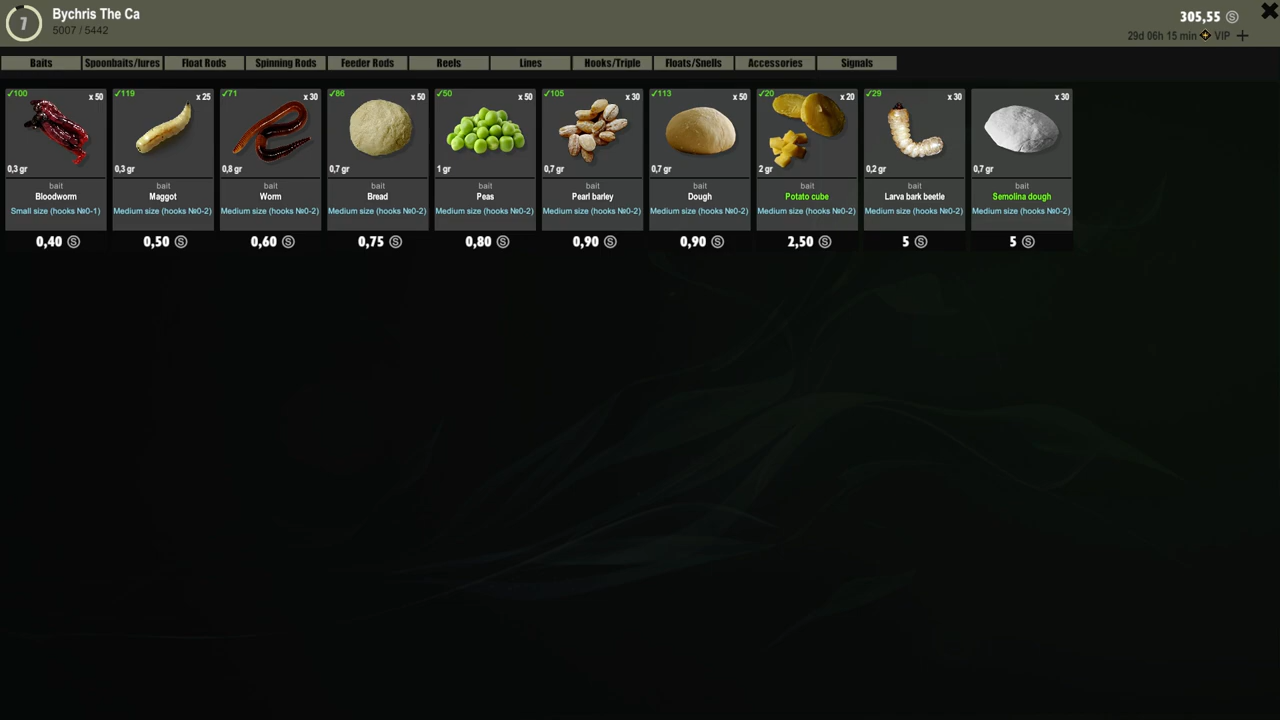 7
Bychris The Ca
5007 / 5442
305,55 Ⓢ
29d 06h 15 min VIP +
Baits Spoonbaits/lures Float Rods Spinning Rods Feeder Rods Reels Lines Hooks/Triple Floats/Snells Accessories Signals
✓100 x 50 ✓119 x 25 ✓71 x 30 ✓86 x 50 ✓50 x 50 ✓105 x 30 ✓113 x 50 ✓20 x 20 ✓29 x 30 x 30
0,3 gr 0,3 gr 0,8 gr 0,7 gr 1 gr 0,7 gr 0,7 gr 2 gr 0,2 gr 0,7 gr
bait bait bait bait bait bait bait bait bait bait
Bloodworm Maggot Worm Bread Peas Pearl barley Dough Potato cube Larva bark beetle Semolina dough
Small size (hooks №0-1) Medium size (hooks №0-2) Medium size (hooks №0-2) Medium size (hooks №0-2) Medium size (hooks №0-2) Medium size (hooks №0-2) Medium size (hooks №0-2) Medium size (hooks №0-2) Medium size (hooks №0-2) Medium size (hooks №0-2)
0,40 Ⓢ 0,50 Ⓢ 0,60 Ⓢ 0,75 Ⓢ 0,80 Ⓢ 0,90 Ⓢ 0,90 Ⓢ 2,50 Ⓢ 5 Ⓢ 5 Ⓢ